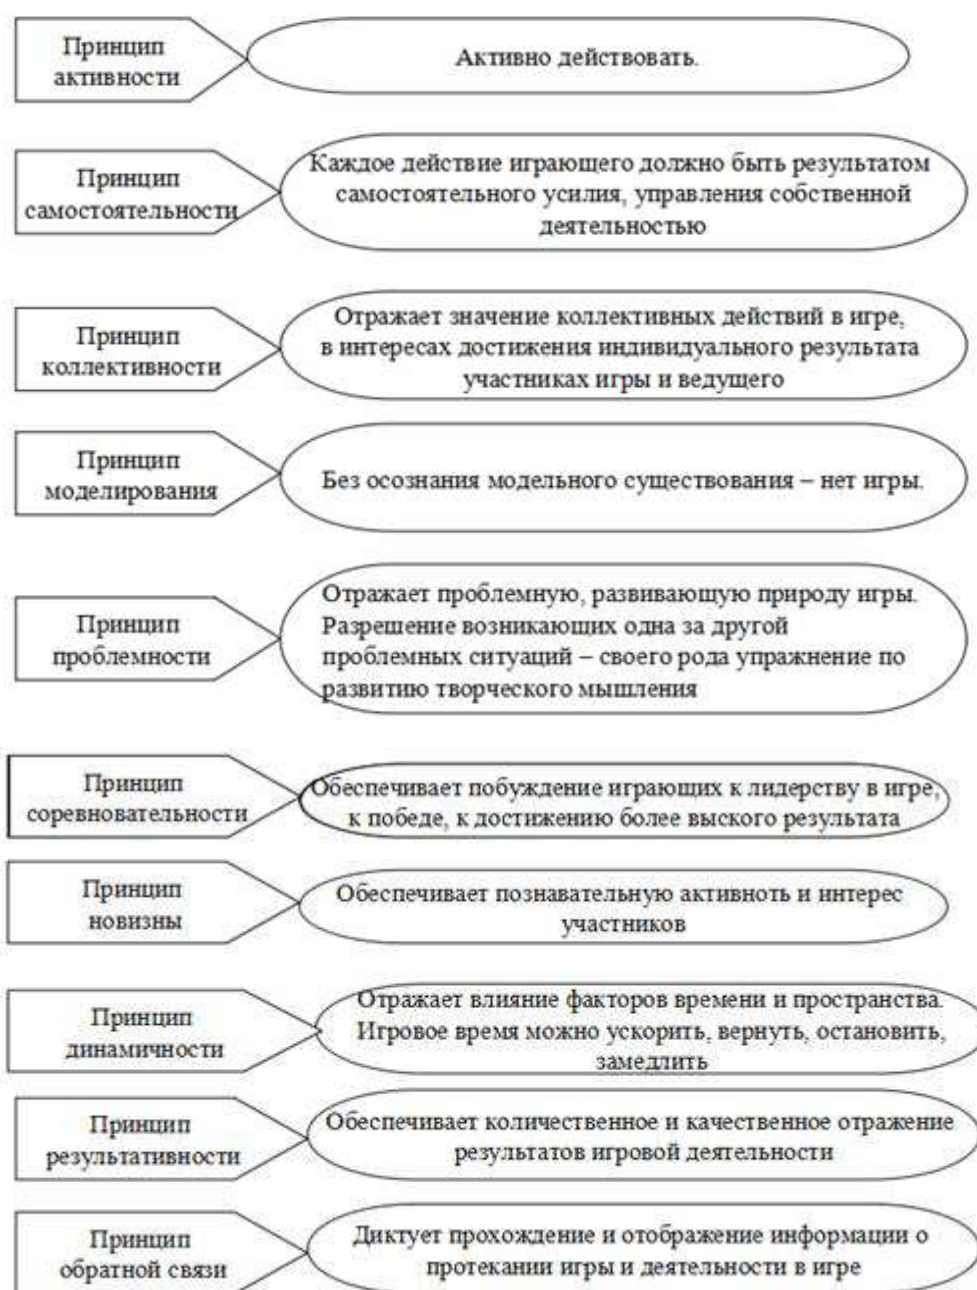 Принцип
активности
Активно действовать.
Принцип
самостоятельности
Каждое действие играющего должно быть результатом
самостоятельного усилия, управления собственной
деятельностью
Принцип
коллективности
Отражает значение коллективных действий в игре,
в интересах достижения индивидуального результата
участниках игры и ведущего
Принцип
моделирования
Без осознания модельного существования – нет игры.
Принцип
проблемности
Отражает проблемную, развивающую природу игры.
Разрешение возникающих одна за другой
проблемных ситуаций – своего рода упражнение по
развитию творческого мышления
Принцип
соревновательности
Обеспечивает побуждение играющих к лидерству в игре,
к победе, к достижению более выского результата
Принцип
новизны
Обеспечивает познавательную активноть и интерес
участников
Принцип
динамичности
Отражает влияние факторов времени и пространства.
Игровое время можно ускорить, вернуть, остановить,
замедлить
Принцип
результативности
Обеспечивает количественное и качественное отражение
результатов игровой деятельности
Принцип
обратной связи
Диктует прохождение и отображение информации о
протекании игры и деятельности в игре